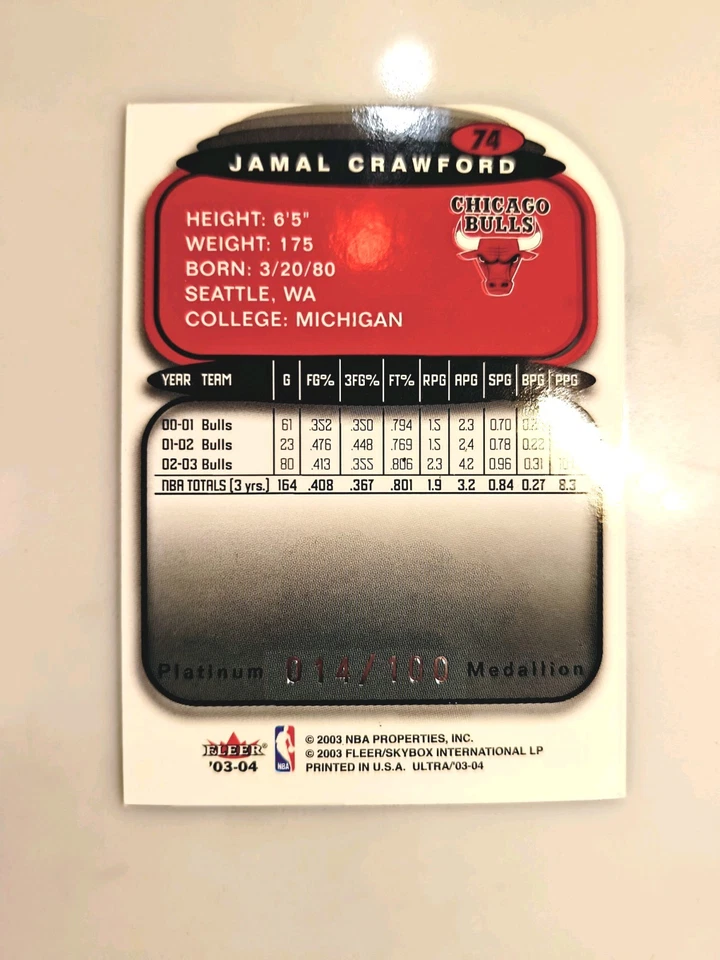 74
JAMAL CRAWFORD
HEIGHT: 6'5"
WEIGHT: 175
BORN: 3/20/80
SEATTLE, WA
COLLEGE: MICHIGAN
CHICAGO
BULLS
YEAR TEAM G FG% 3FG% FT% RPG APG SPG BPG PPG
00-01 Bulls 61 .352 .350 .794 1.5 2.3 0.70
01-02 Bulls 23 .476 .448 .769 1.5 2.4 0.78 0.22
02-03 Bulls 80 .413 .355 .806 2.3 4.2 0.96 0.31
NBA TOTALS (3 yrs.) 164 .408 .367 .801 1.9 3.2 0.84 0.27 8.3
Platinum 014/100 Medallion
FLEER®
'03-04
NBA
© 2003 NBA PROPERTIES, INC.
© 2003 FLEER/SKYBOX INTERNATIONAL LP
PRINTED IN U.S.A. ULTRA/'03-04